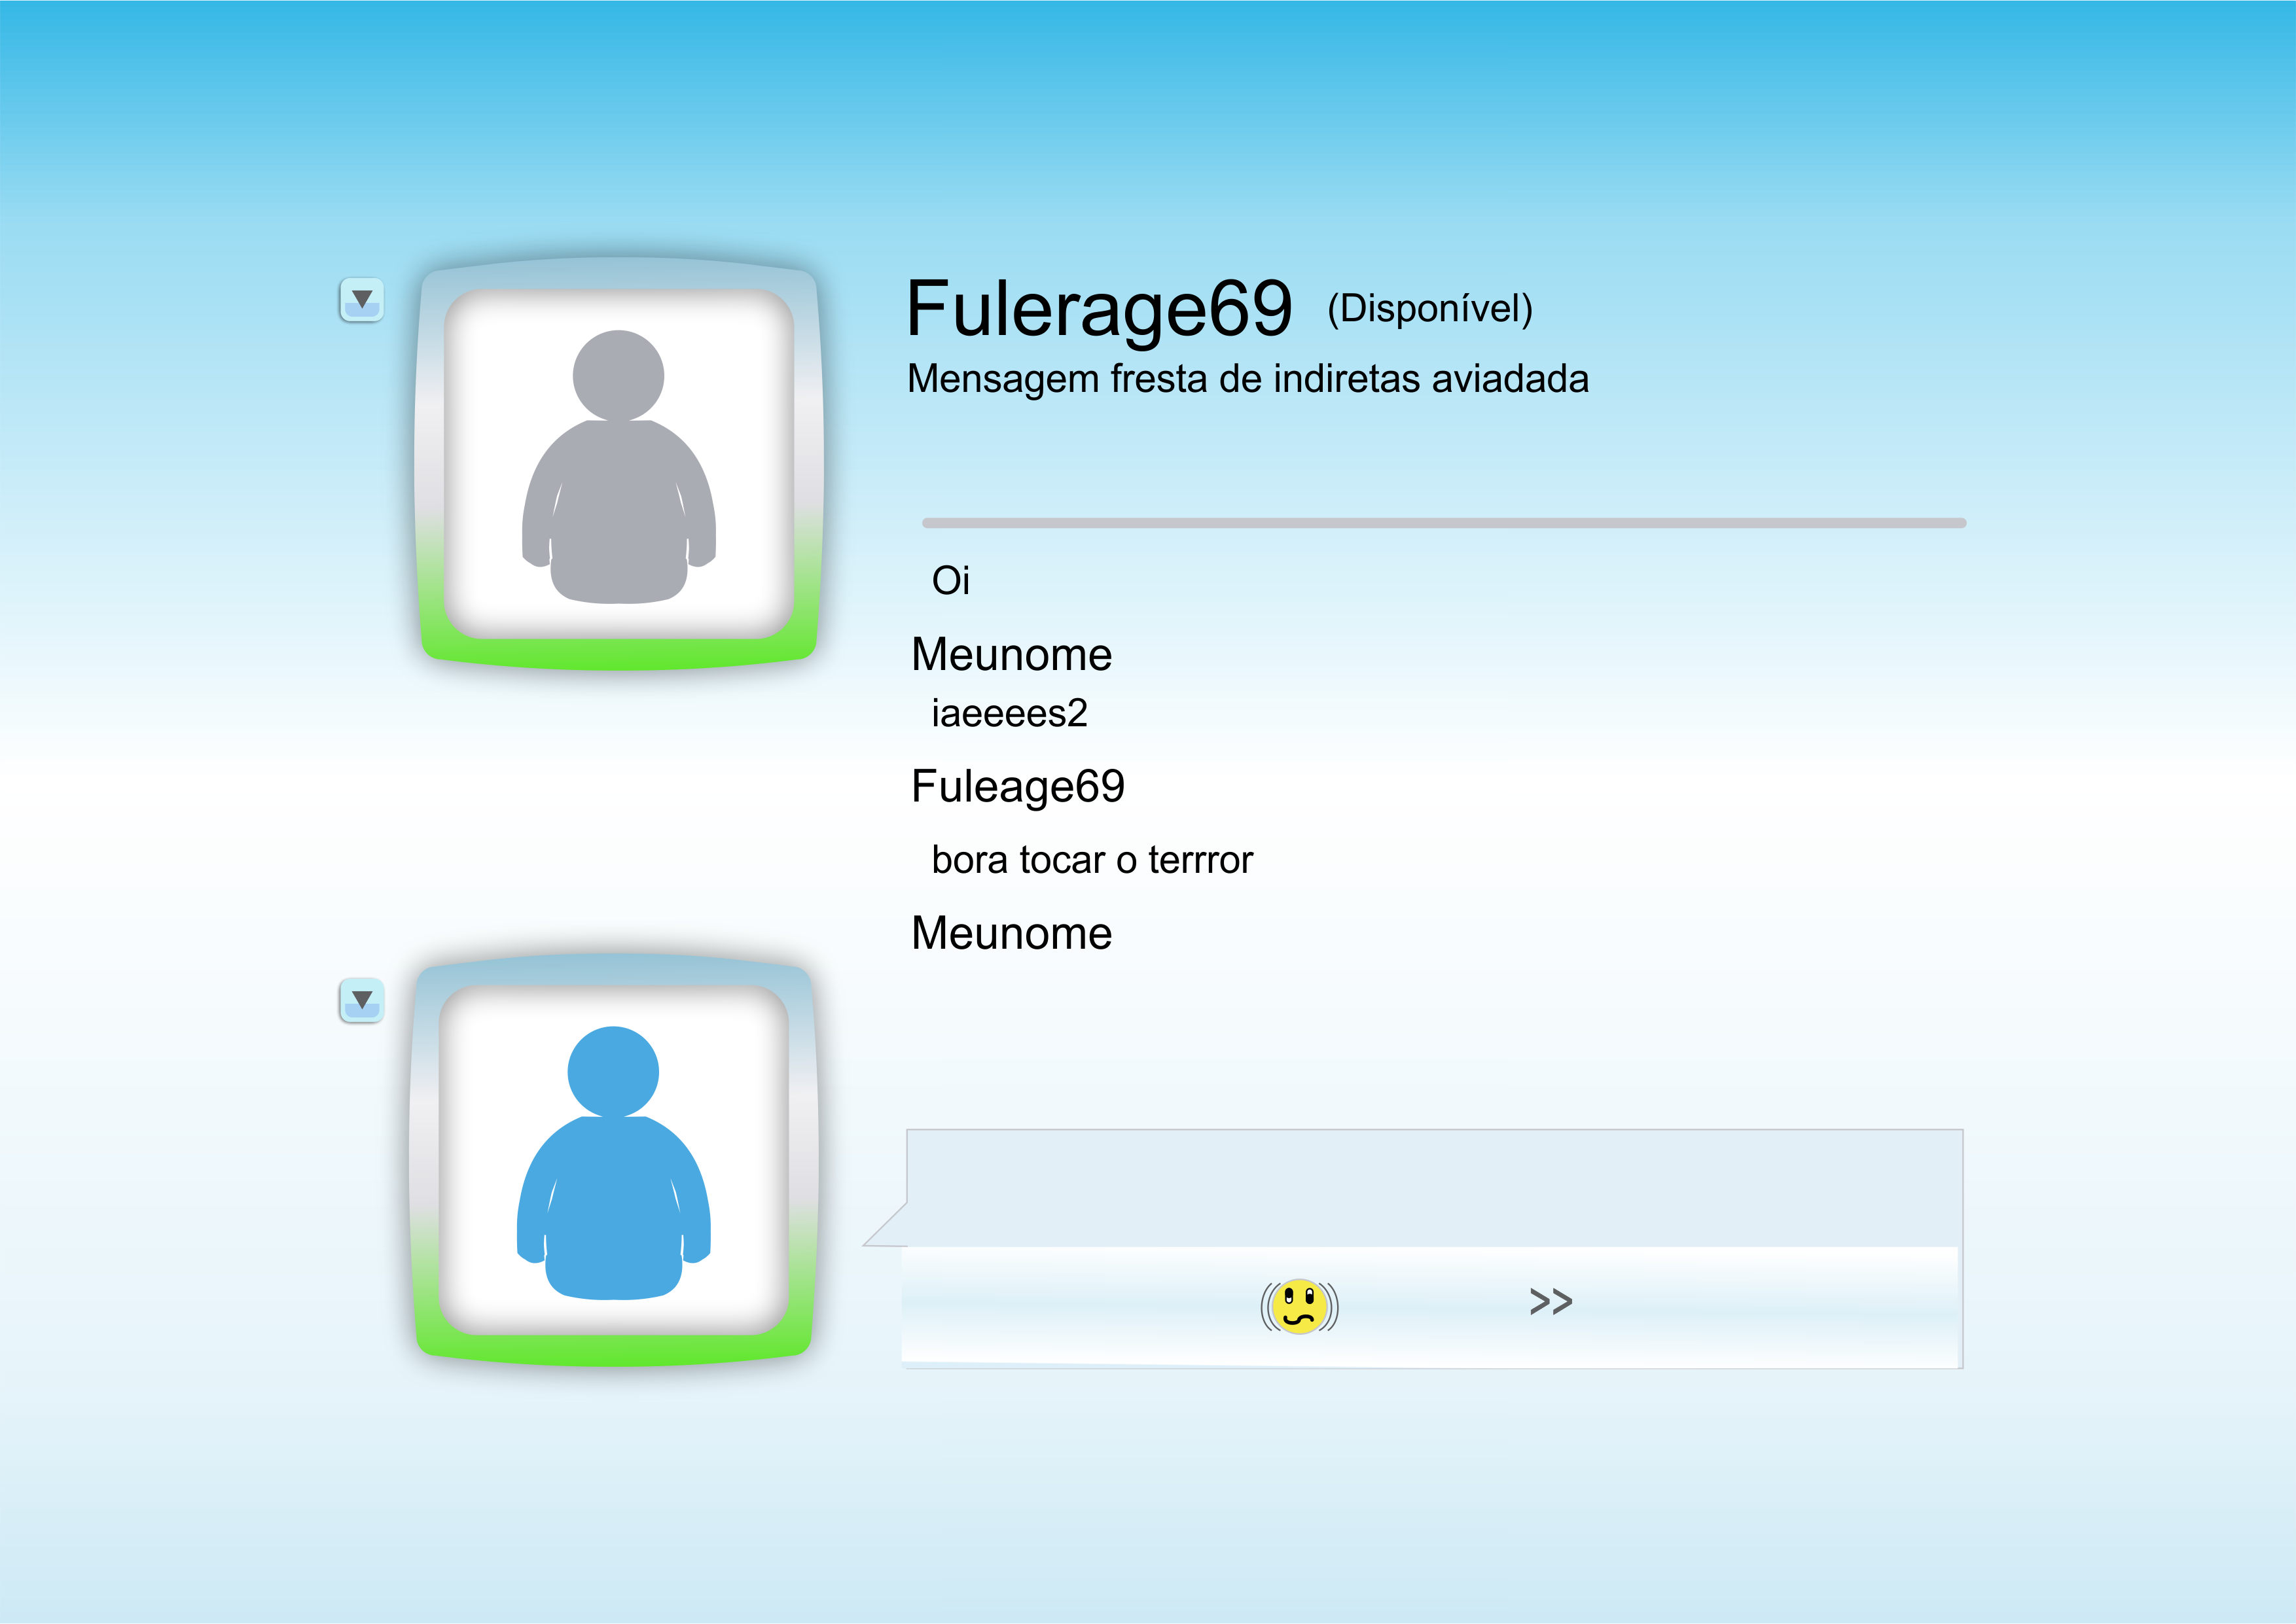 Fulerage69 (Disponível)
Mensagem fresta de indiretas aviadada
Oi
Meunome
iaeeees2
Fuleage69
bora tocar o terrror
Meunome
>>